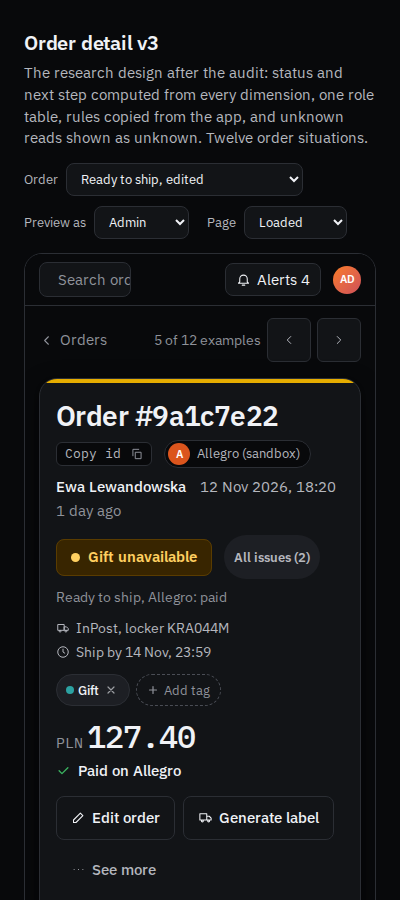 Order detail v3
The research design after the audit: status and
next step computed from every dimension, one role
table, rules copied from the app, and unknown
reads shown as unknown. Twelve order situations.
Order Ready to ship, edited
Preview as Admin Page Loaded
Search ord Alerts 4 AD
Orders 5 of 12 examples
Order #9a1c7e22
Copy id A Allegro (sandbox)
Ewa Lewandowska 12 Nov 2026, 18:20
1 day ago
Gift unavailable All issues (2)
Ready to ship, Allegro: paid
InPost, locker KRA044M
Ship by 14 Nov, 23:59
Gift Add tag
PLN 127.40
Paid on Allegro
Edit order Generate label
See more